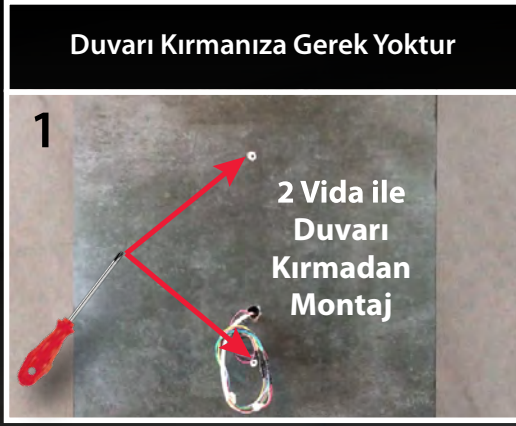 Duvarı Kırmanıza Gerek Yoktur
1
2 Vida ile
Duvarı
Kırmadan
Montaj